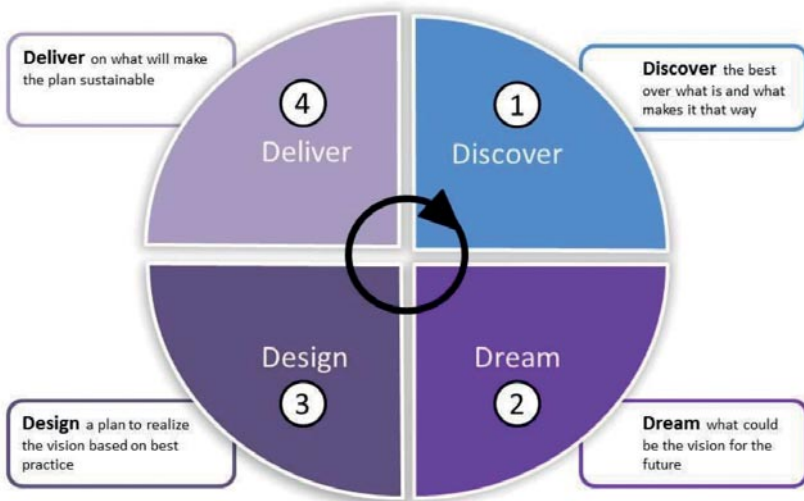 Deliver on what will make
the plan sustainable
4
Deliver
1
Discover
Discover the best
over what is and what
makes it that way
Design
3
Dream
2
Design a plan to realize
the vision based on best
practice
Dream what could
be the vision for the
future